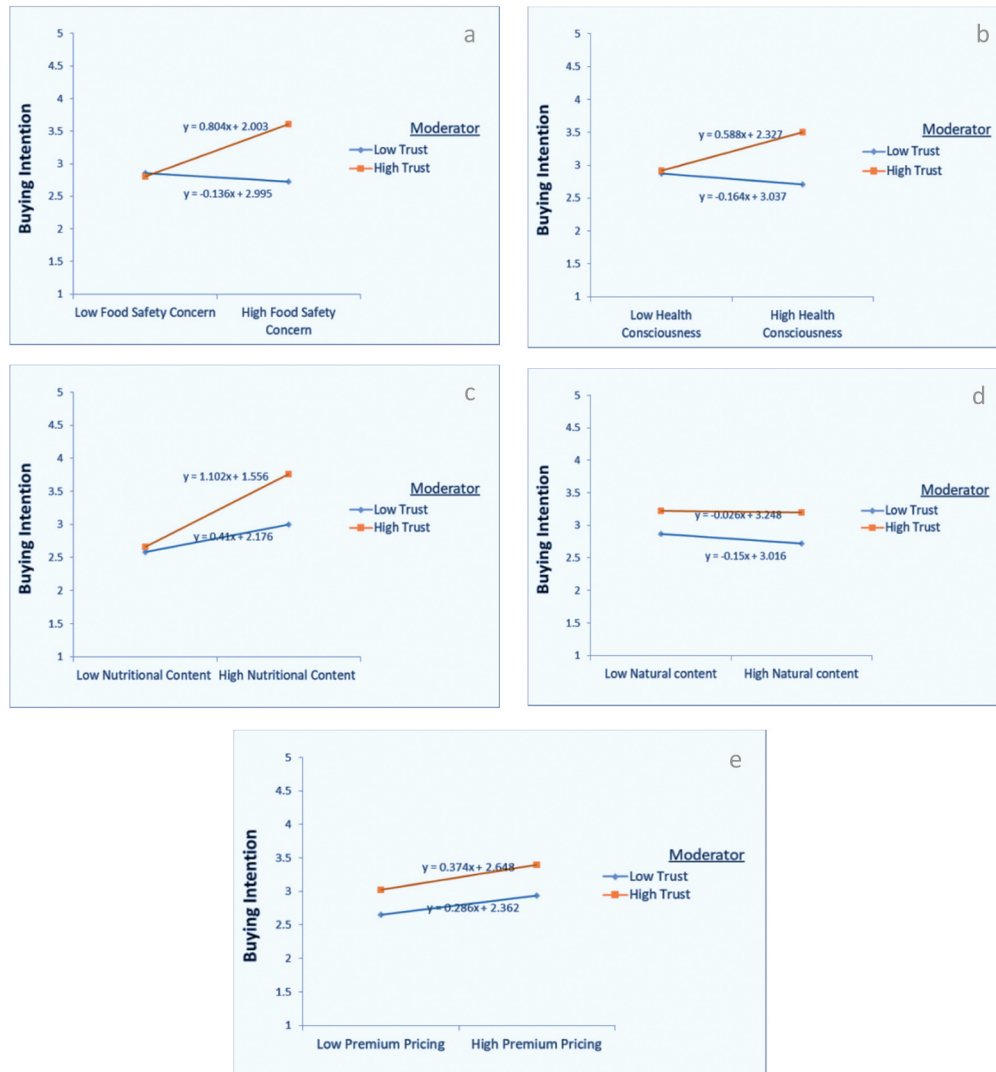 a
5
4.5
4
3.5
3
2.5
2
1.5
1
Buying Intention
y = 0.804x + 2.003
y = -0.136x + 2.995
Moderator
Low Trust
High Trust
Low Food Safety Concern
High Food Safety
Concern
b
5
4.5
4
3.5
3
2.5
2
1.5
1
Buying Intention
y = 0.588x + 2.327
y = -0.164x + 3.037
Moderator
Low Trust
High Trust
Low Health
Consciousness
High Health
Consciousness
c
5
4.5
4
3.5
3
2.5
2
1.5
1
Buying Intention
y = 1.102x + 1.556
y = 0.41x + 2.176
Moderator
Low Trust
High Trust
Low Nutritional Content
High Nutritional Content
d
5
4.5
4
3.5
3
2.5
2
1.5
1
Buying Intention
y = -0.026x + 3.248
y = -0.15x + 3.016
Moderator
Low Trust
High Trust
Low Natural content
High Natural content
e
5
4.5
4
3.5
3
2.5
2
1.5
1
Buying Intention
y = 0.374x + 2.648
y = 0.286x + 2.362
Moderator
Low Trust
High Trust
Low Premium Pricing
High Premium Pricing